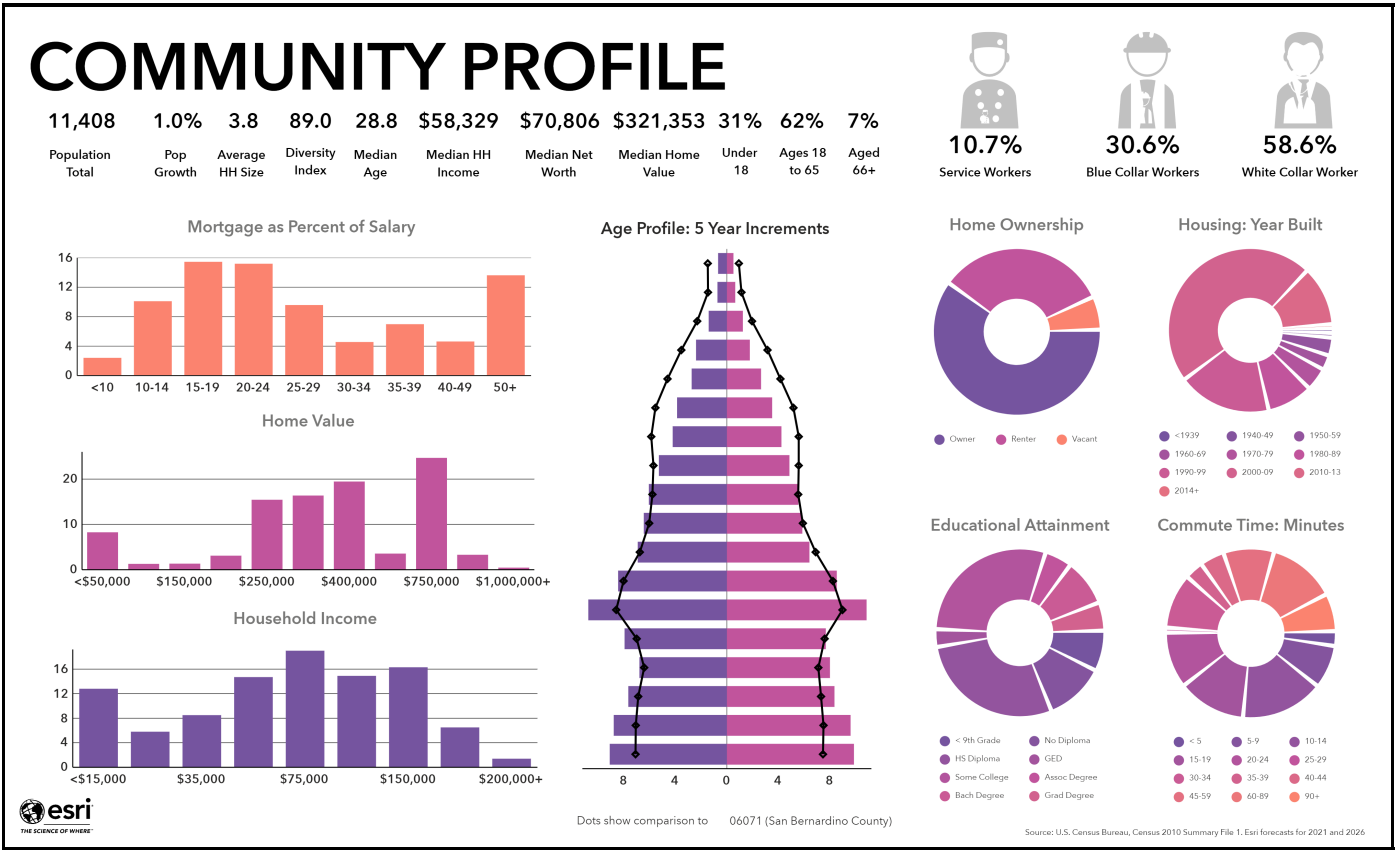 COMMUNITY PROFILE
11,408 1.0% 3.8 89.0 28.8 $58,329 $70,806 $321,353 31% 62% 7%
Population Pop Average Diversity Median Median HH Median Net Median Home Under Ages 18 Aged
Total Growth HH Size Index Age Income Worth Value 18 to 65 66+
10.7% 30.6% 58.6%
Service Workers Blue Collar Workers White Collar Worker
Mortgage as Percent of Salary
16
12
8
4
0
<10 10-14 15-19 20-24 25-29 30-34 35-39 40-49 50+
Home Value
20
10
0
<$50,000 $150,000 $250,000 $400,000 $750,000 $1,000,000+
Household Income
16
12
8
4
0
<$15,000 $35,000 $75,000 $150,000 $200,000+
esri
THE SCIENCE OF WHERE™
Age Profile: 5 Year Increments
8 4 0 4 8
Dots show comparison to 06071 (San Bernardino County)
Home Ownership
Owner Renter Vacant
Housing: Year Built
<1939 1940-49 1950-59
1960-69 1970-79 1980-89
1990-99 2000-09 2010-13
2014+
Educational Attainment
< 9th Grade No Diploma
HS Diploma GED
Some College Assoc Degree
Bach Degree Grad Degree
Commute Time: Minutes
< 5 5-9 10-14
15-19 20-24 25-29
30-34 35-39 40-44
45-59 60-89 90+
Source: U.S. Census Bureau, Census 2010 Summary File 1. Esri forecasts for 2021 and 2026